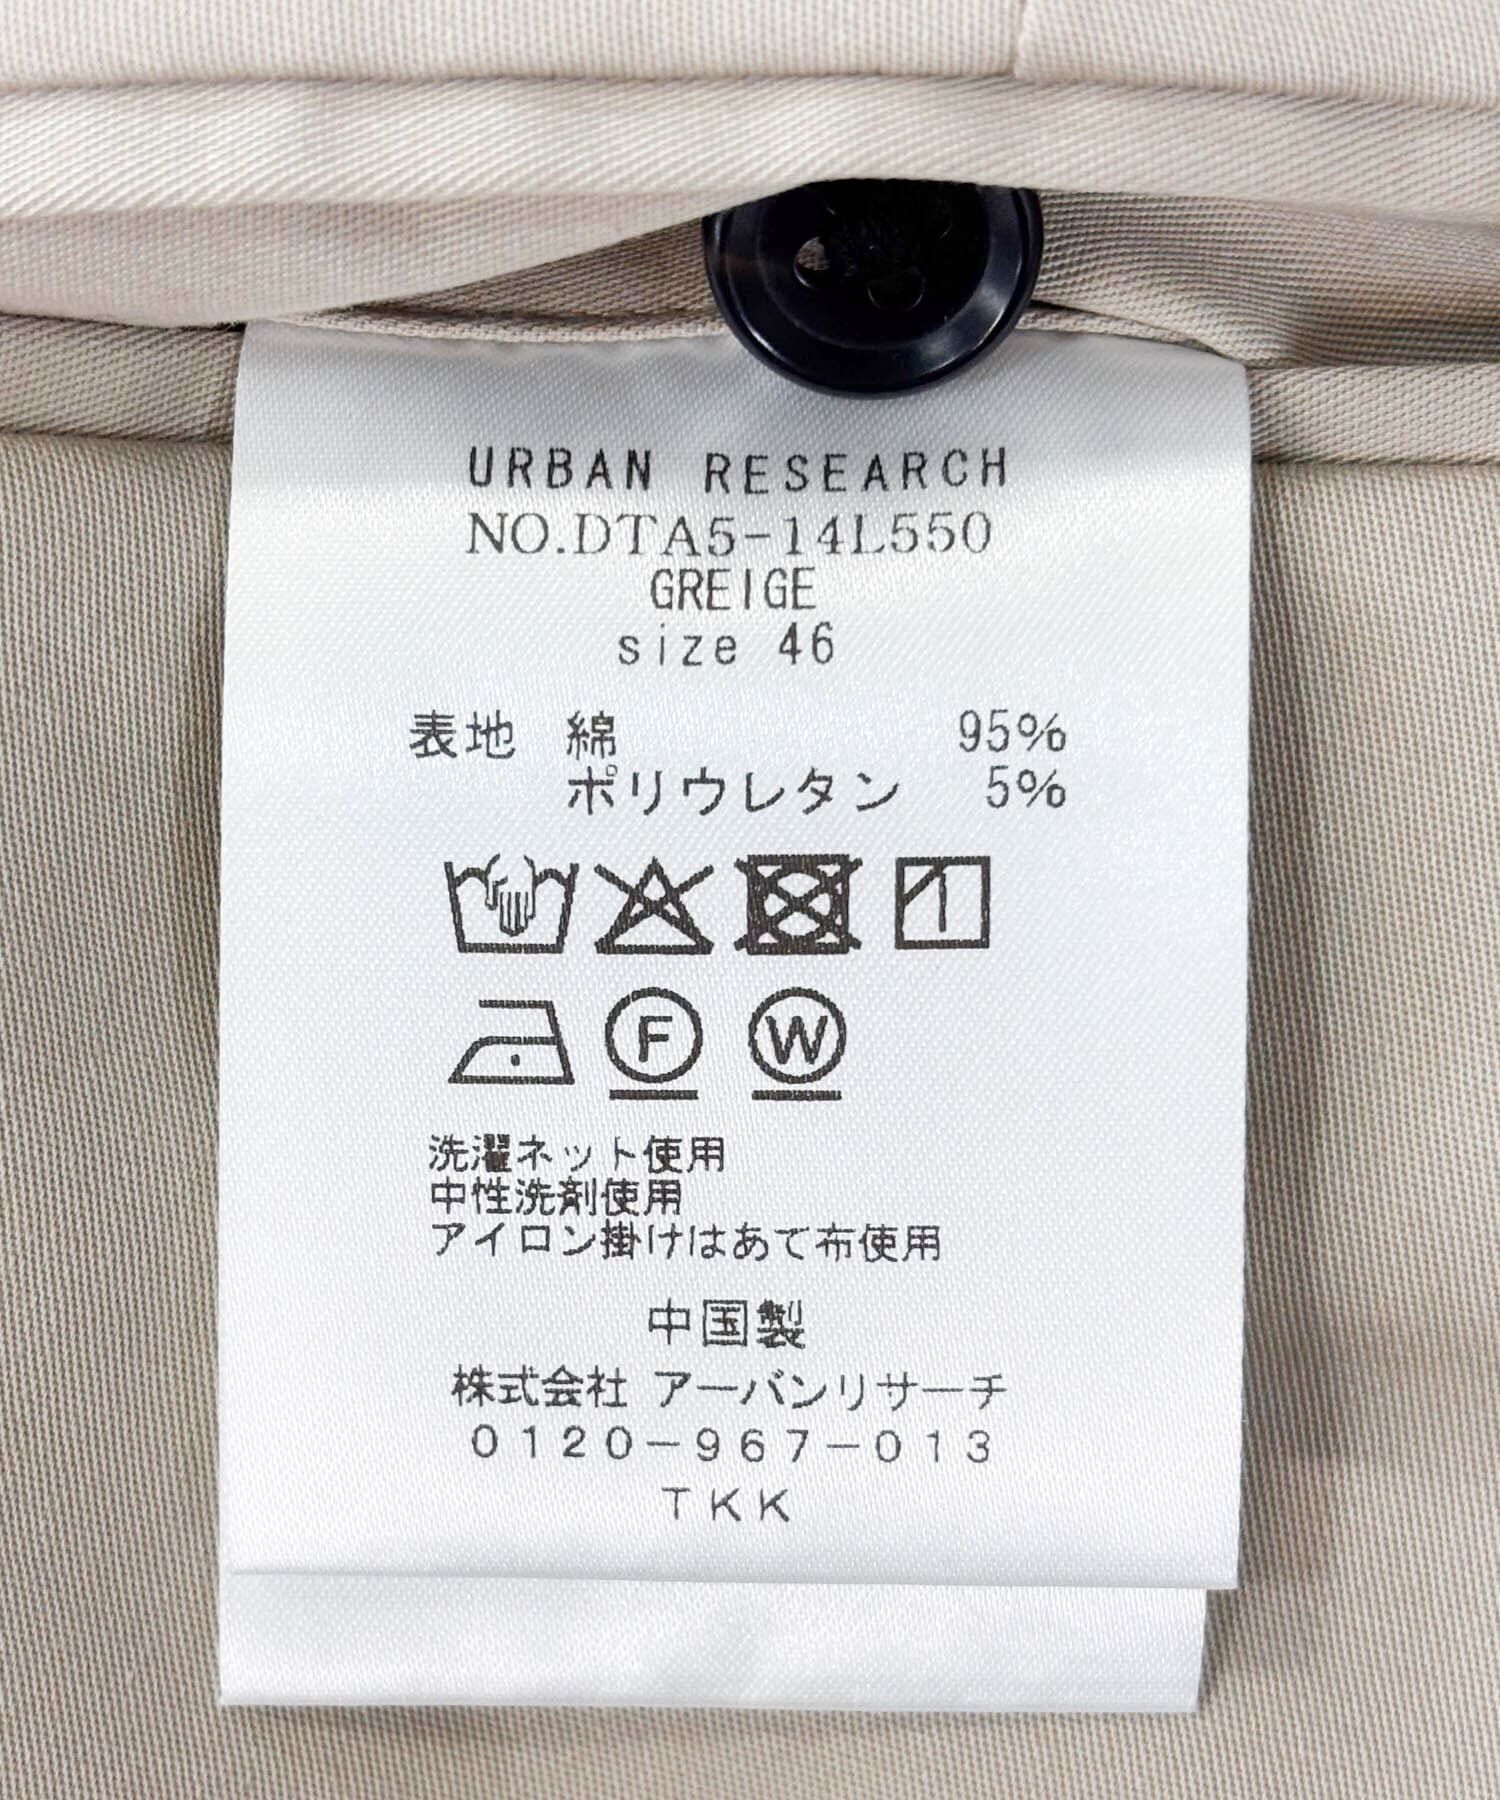 URBAN RESEARCH
NO.DTA5-14L550
GREIGE
size 46
表地 綿 95%
ポリウレタン 5%
F W
洗濯ネット使用
中性洗剤使用
アイロン掛けはあて布使用
中国製
株式会社 アーバンリサーチ
0120-967-013
TKK